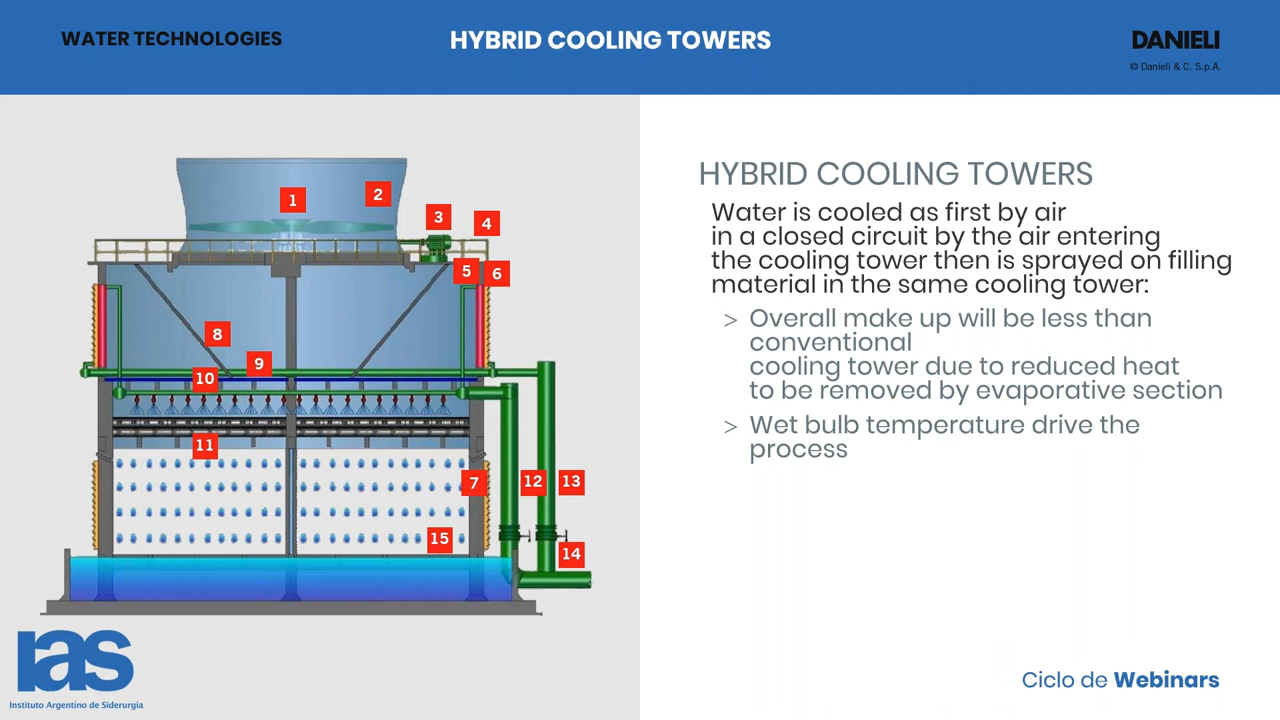 WATER TECHNOLOGIES
HYBRID COOLING TOWERS
DANIELI
© Danieli & C. S.p.A.
1
2
3
4
5
6
8
9
10
11
7
12
13
15
14
HYBRID COOLING TOWERS
Water is cooled as first by air
in a closed circuit by the air entering
the cooling tower then is sprayed on filling
material in the same cooling tower:
> Overall make up will be less than
conventional
cooling tower due to reduced heat
to be removed by evaporative section
> Wet bulb temperature drive the
process
ias
Instituto Argentino de Siderurgia
Ciclo de Webinars